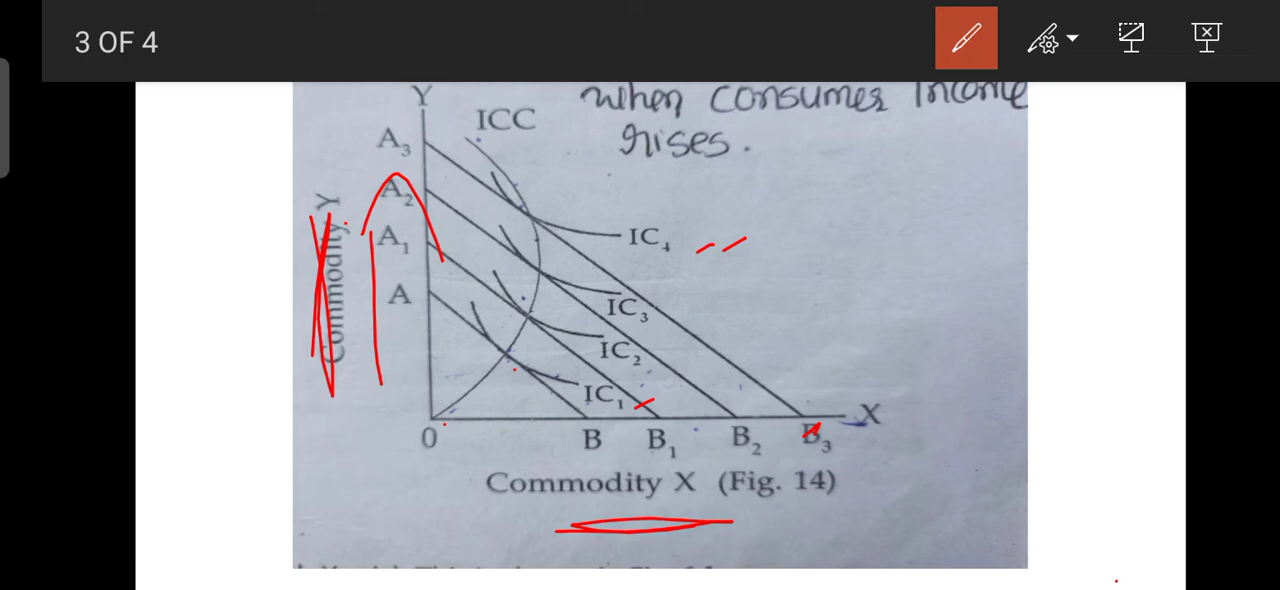 3 OF 4
when consumes Income
rises.
Y
ICC
A₃
A₂
A₁
A
Commodity Y
IC₄
IC₃
IC₂
IC₁
X
0 B B₁ B₂ B₃
Commodity X (Fig. 14)